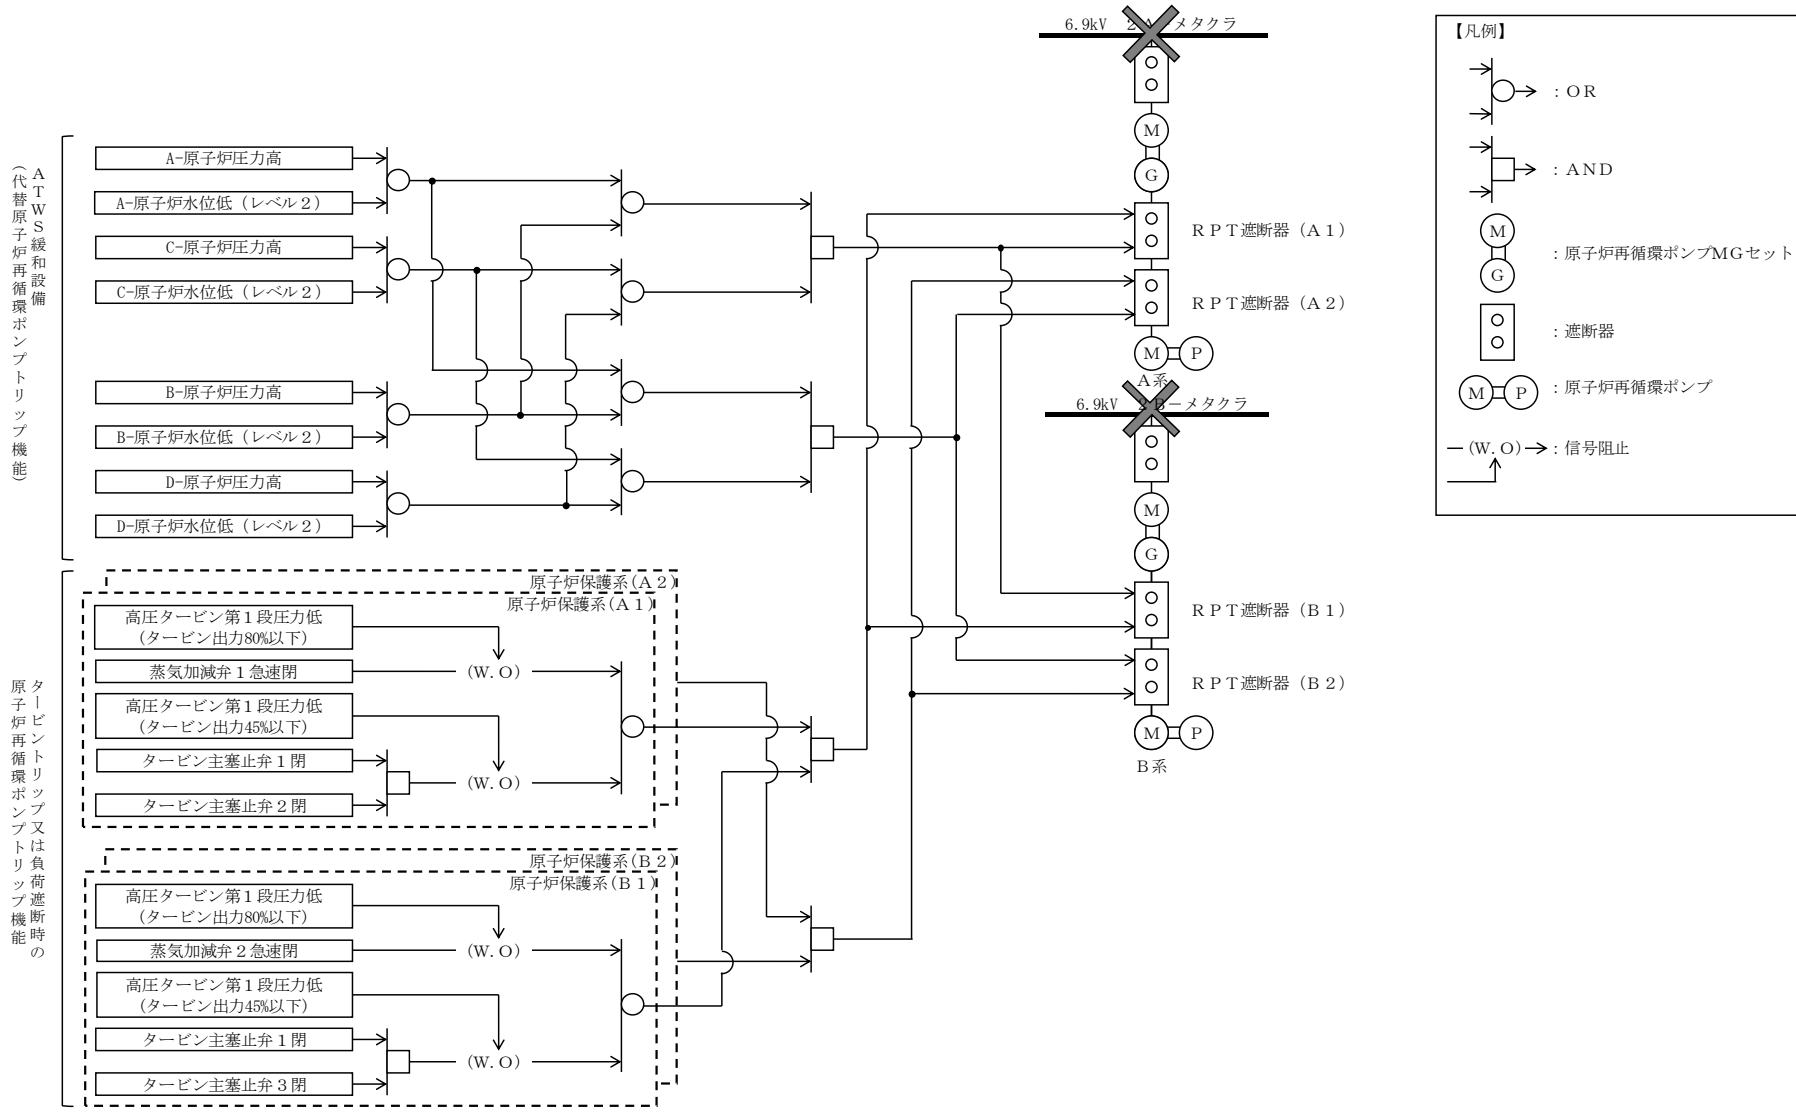 6.9kV 2A-メタクラ
RPT遮断器(A1)
RPT遮断器(A2)
M
G
M
P
A系
6.9kV 2B-メタクラ
M
G
RPT遮断器(B1)
RPT遮断器(B2)
M
P
B系
ATWS緩和設備
(代替原子炉再循環ポンプトリップ機能)
A-原子炉圧力高
A-原子炉水位低(レベル2)
C-原子炉圧力高
C-原子炉水位低(レベル2)
B-原子炉圧力高
B-原子炉水位低(レベル2)
D-原子炉圧力高
D-原子炉水位低(レベル2)
タービントリップ又は負荷遮断時の
原子炉再循環ポンプトリップ機能
原子炉保護系(A2)
原子炉保護系(A1)
高圧タービン第1段圧力低
(タービン出力80%以下)
蒸気加減弁1急速閉
(W.O)
高圧タービン第1段圧力低
(タービン出力45%以下)
タービン主塞止弁1閉
(W.O)
タービン主塞止弁2閉
原子炉保護系(B2)
原子炉保護系(B1)
高圧タービン第1段圧力低
(タービン出力80%以下)
蒸気加減弁2急速閉
(W.O)
高圧タービン第1段圧力低
(タービン出力45%以下)
タービン主塞止弁1閉
(W.O)
タービン主塞止弁3閉
【凡例】
:OR
:AND
M
G
:原子炉再循環ポンプMGセット
:遮断器
M
P
:原子炉再循環ポンプ
(W.O)
:信号阻止